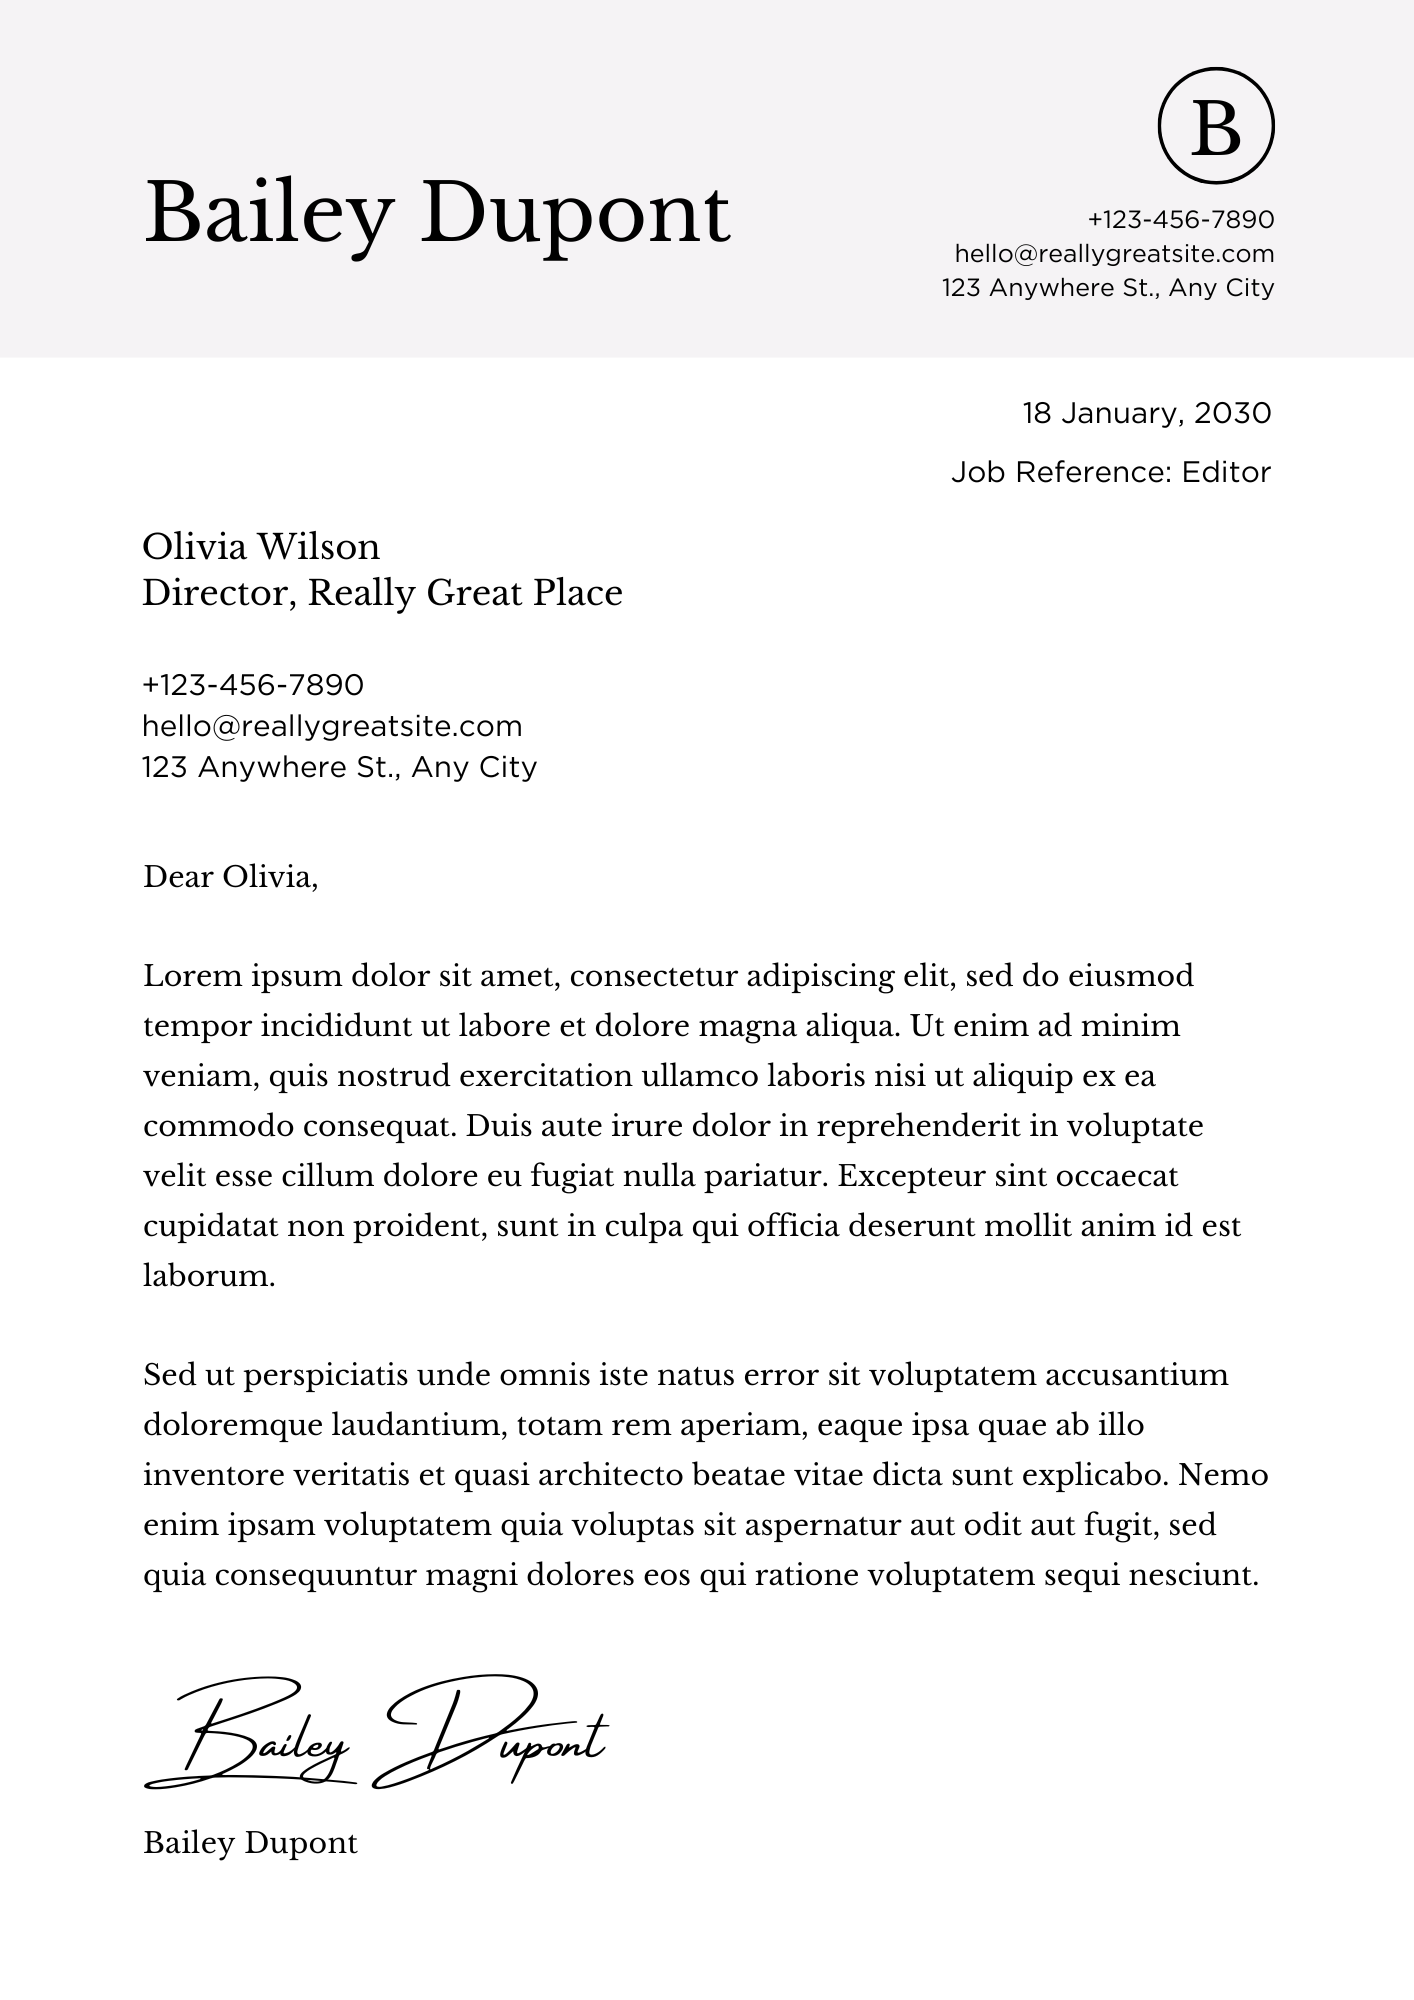 B
Bailey Dupont
+123-456-7890
hello@reallygreatsite.com
123 Anywhere St., Any City
18 January, 2030
Job Reference: Editor
Olivia Wilson
Director, Really Great Place
+123-456-7890
hello@reallygreatsite.com
123 Anywhere St., Any City
Dear Olivia,
Lorem ipsum dolor sit amet, consectetur adipiscing elit, sed do eiusmod
tempor incididunt ut labore et dolore magna aliqua. Ut enim ad minim
veniam, quis nostrud exercitation ullamco laboris nisi ut aliquip ex ea
commodo consequat. Duis aute irure dolor in reprehenderit in voluptate
velit esse cillum dolore eu fugiat nulla pariatur. Excepteur sint occaecat
cupidatat non proident, sunt in culpa qui officia deserunt mollit anim id est
laborum.
Sed ut perspiciatis unde omnis iste natus error sit voluptatem accusantium
doloremque laudantium, totam rem aperiam, eaque ipsa quae ab illo
inventore veritatis et quasi architecto beatae vitae dicta sunt explicabo. Nemo
enim ipsam voluptatem quia voluptas sit aspernatur aut odit aut fugit, sed
quia consequuntur magni dolores eos qui ratione voluptatem sequi nesciunt.
Bailey Dupont
Bailey Dupont